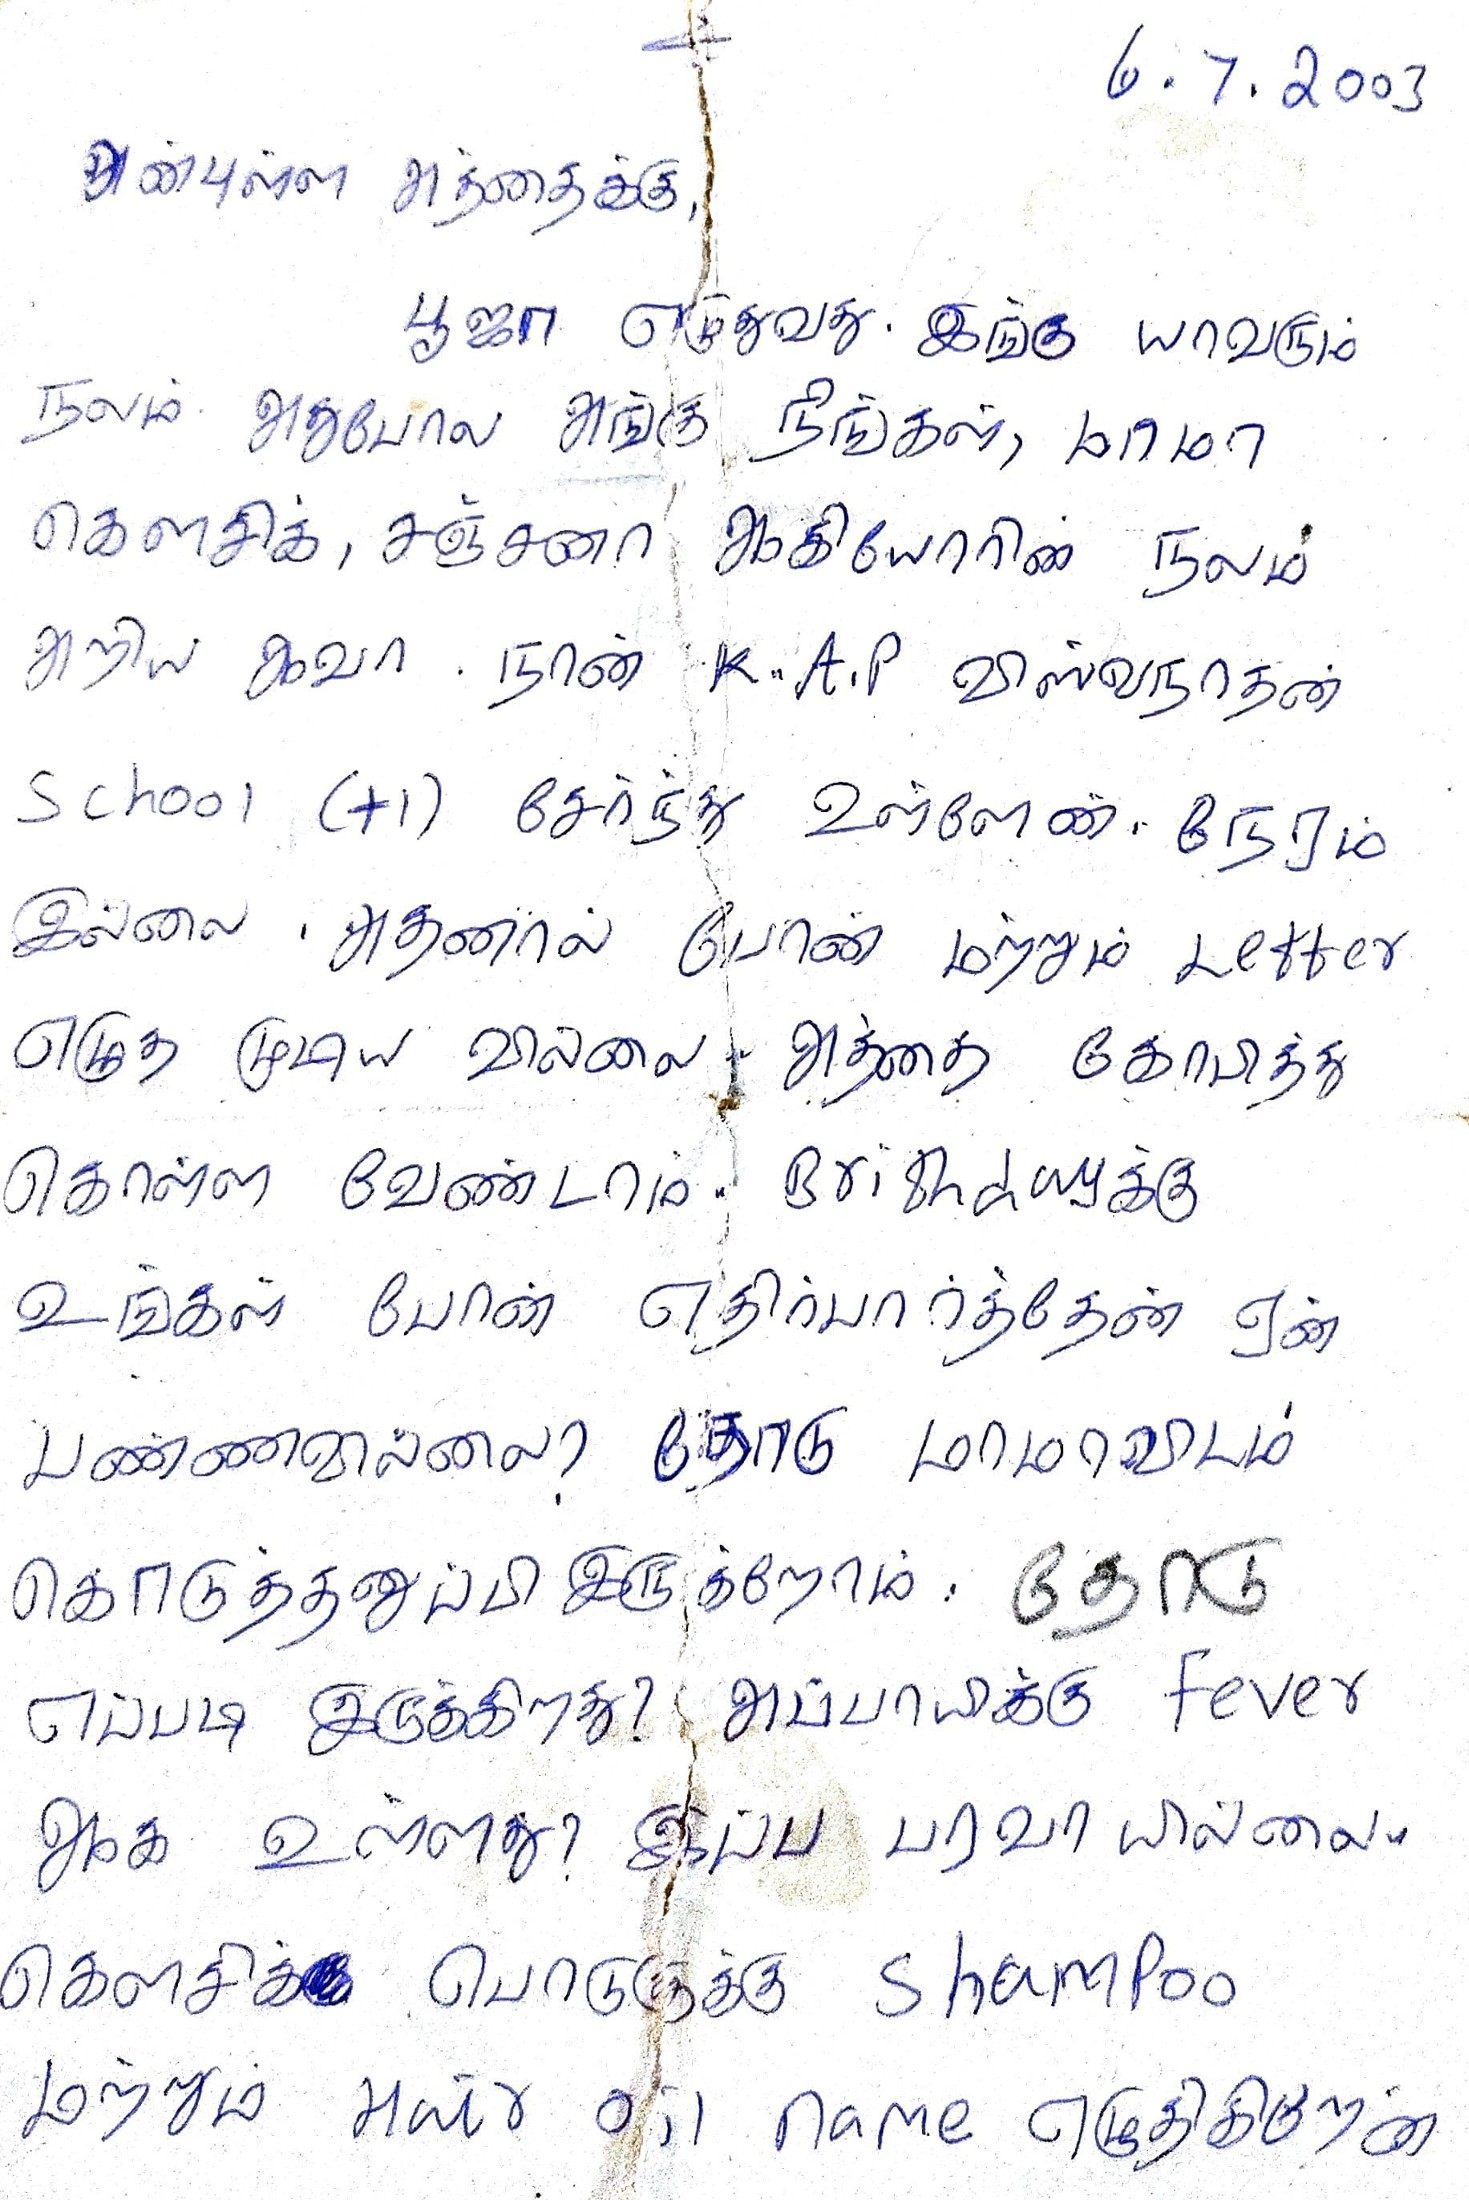 6.7.2003
அன்புள்ள அத்தைக்கு,
பூஜா எழுதுவது. இங்கு யாவரும்
நலம். அதுபோல அங்கு நீங்கள், மாமா
கௌசிக், சஞ்சனா ஆகியோரின் நலம்
அறிய ஆவா. நான் K.A.P விஸ்வநாதன்
School (+1) சேர்ந்து உள்ளேன். நேரம்
இல்லை. அதனால் போன் மற்றும் Letter
எழுத முடிய வில்லை. அத்தை கோபித்து
கொள்ள வேண்டாம். Brithdayக்கு
உங்கள் போன் எதிர்பார்த்தேன் ஏன்
பண்ணவில்லை? தோடு மாமாவிடம்
கொடுத்தனுப்பி இருக்றோம். தோடு
எப்படி இருக்கிறது? அப்பாயிக்கு Fever
ஆக உள்ளது? இப்ப பரவாயில்லை.
கௌசிக் பொடுகுக்கு Shampoo
மற்றும் Hair oil name எழுதிகிறேன்